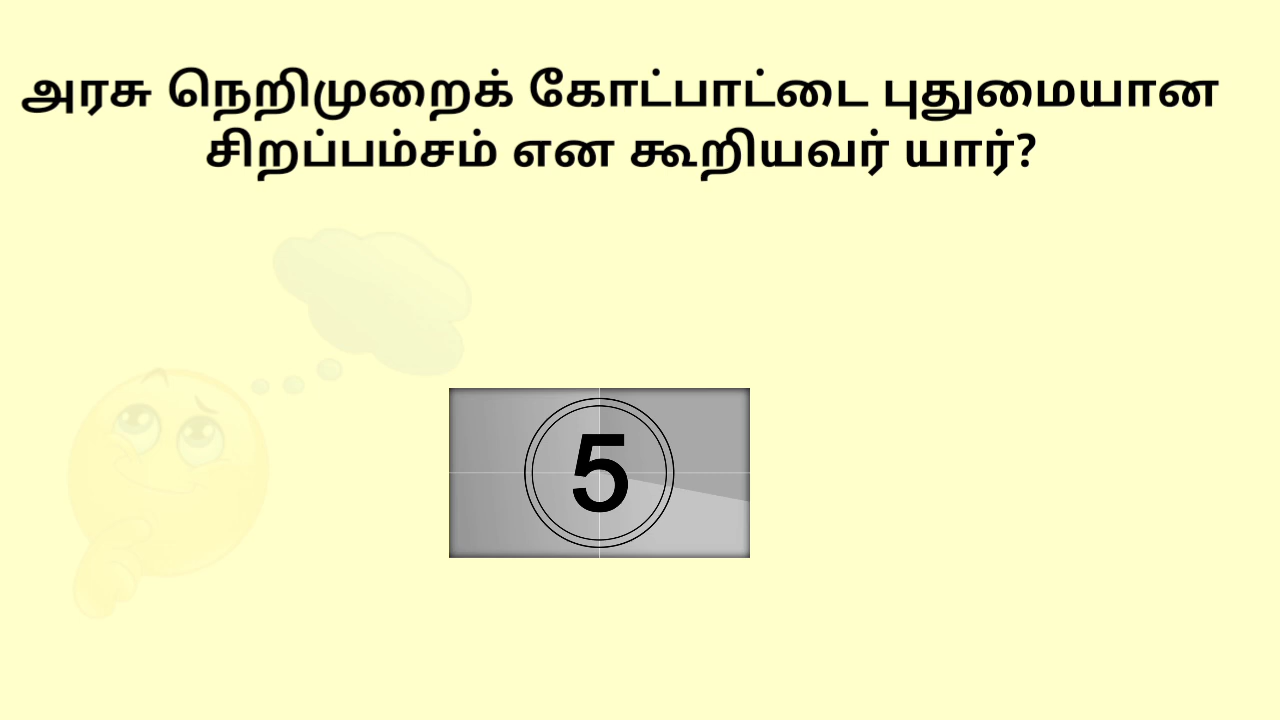 அரசு நெறிமுறைக் கோட்பாட்டை புதுமையான
சிறப்பம்சம் என கூறியவர் யார்?
5